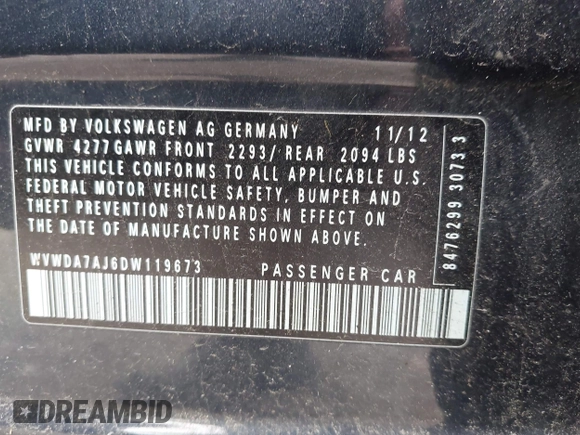 MFD BY VOLKSWAGEN AG GERMANY 11/12
GVWR 4277 GAWR FRONT 2293/ REAR 2094 LBS
THIS VEHICLE CONFORMS TO ALL APPLICABLE U.S.
FEDERAL MOTOR VEHICLE SAFETY, BUMPER AND
THEFT PREVENTION STANDARDS IN EFFECT ON
THE DATE OF MANUFACTURE SHOWN ABOVE.
WVWDA7AJ6DW119673 PASSENGER CAR
8476299 3073 3
DREAMBID